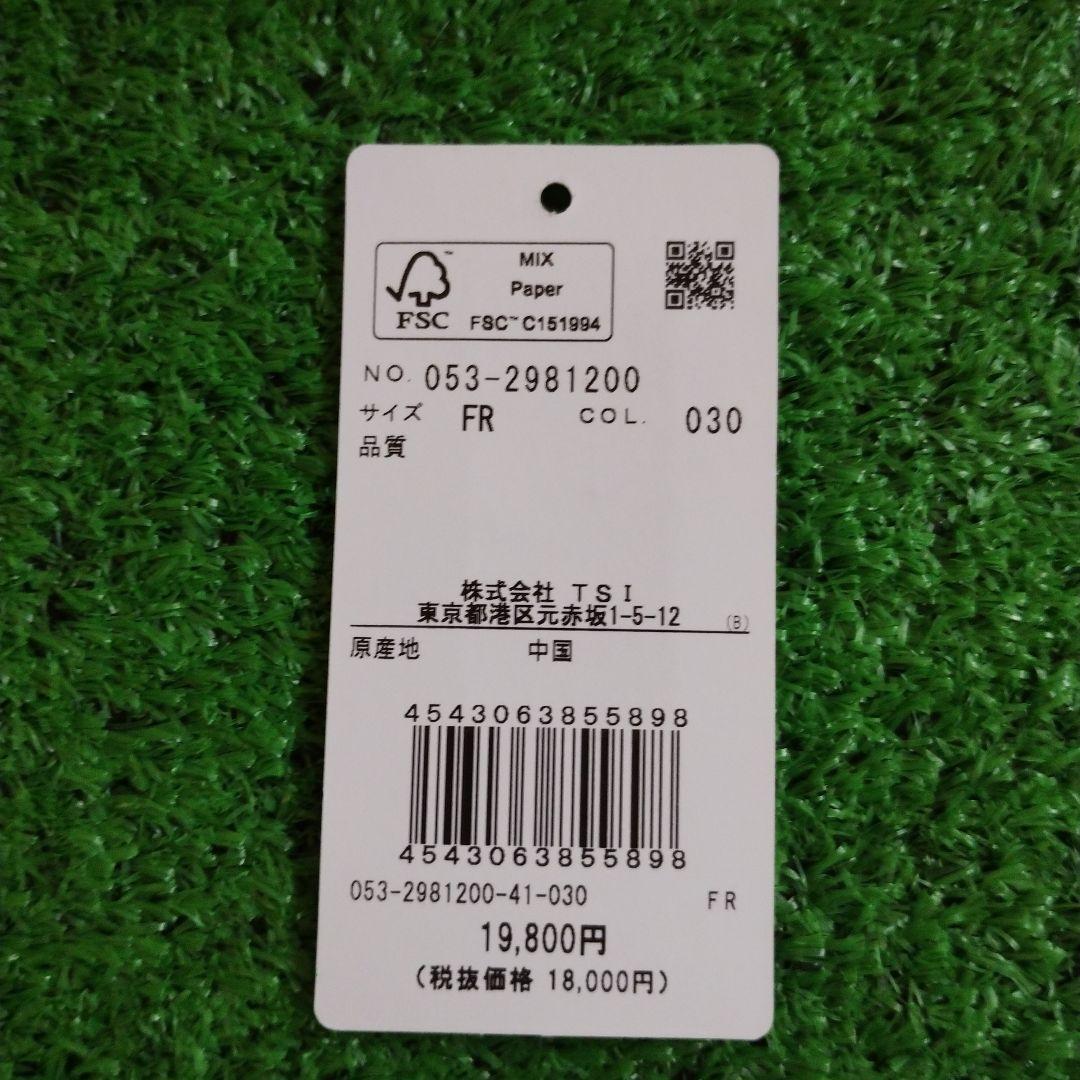 FSC
MIX
Paper
FSC™ C151994
NO. 053-2981200
サイズ FR COL. 030
品質
株式会社 TSI
東京都港区元赤坂1-5-12 (B)
原産地 中国
4543063855898
4543063855898
053-2981200-41-030 FR
19,800円
(税抜価格 18,000円)